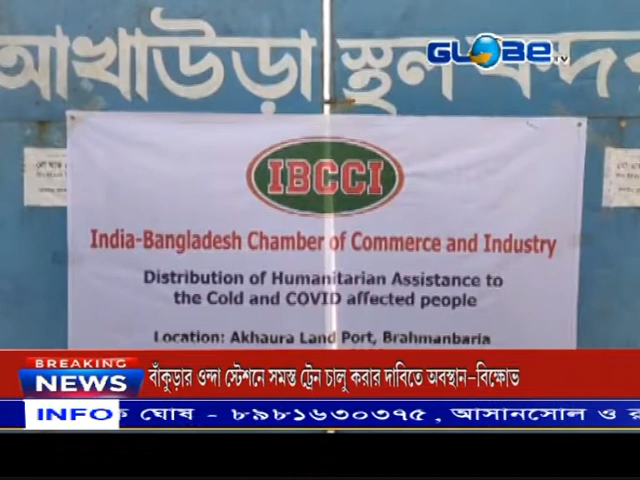 আখাউড়া স্থল বন্দর
GLOBE TV
IBCCI
India-Bangladesh Chamber of Commerce and Industry
Distribution of Humanitarian Assistance to
the Cold and COVID affected people
Location: Akhaura Land Port, Brahmanbaria
BREAKING
NEWS
বাঁকুড়ার ওন্দা স্টেশনে সমস্ত ট্রেন চালু করার দাবিতে অবস্থান-বিক্ষোভ
INFO
ক ঘোষ - ৮৯৮১৬৩০৩৭৫, আসানসোল ও র